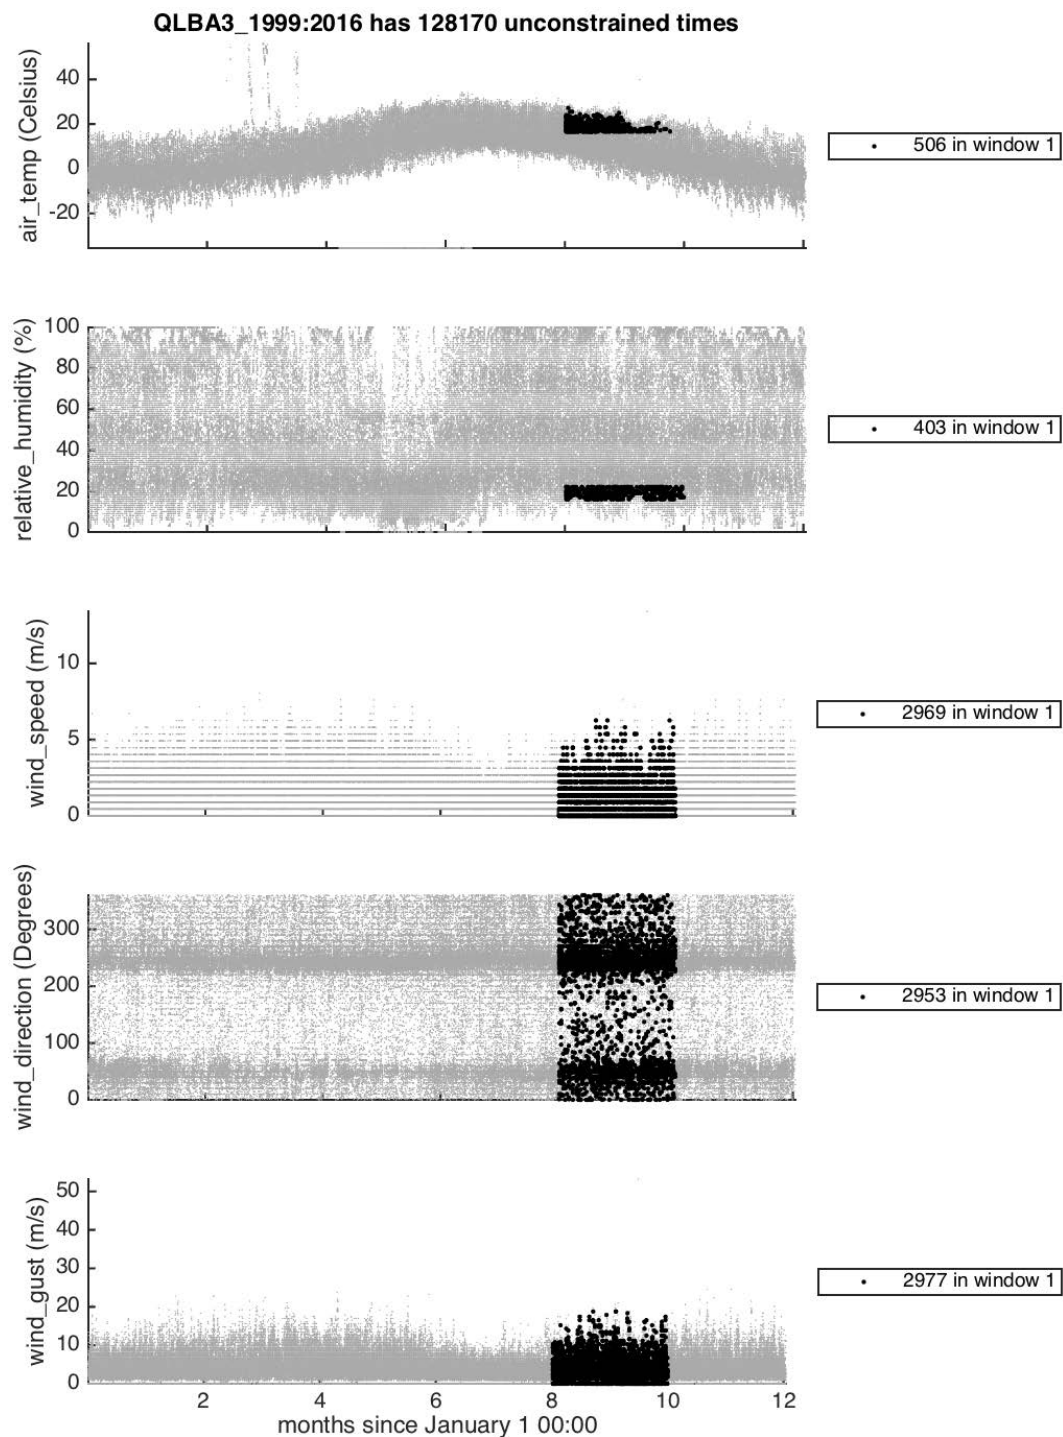 QLBA3_1999:2016 has 128170 unconstrained times
air_temp (Celsius)
40
20
0
-20
506 in window 1
relative_humidity (%)
100
80
60
40
20
0
403 in window 1
wind_speed (m/s)
10
5
0
2969 in window 1
wind_direction (Degrees)
300
200
100
0
2953 in window 1
wind_gust (m/s)
50
40
30
20
10
0
2977 in window 1
2 4 6 8 10 12
months since January 1 00:00